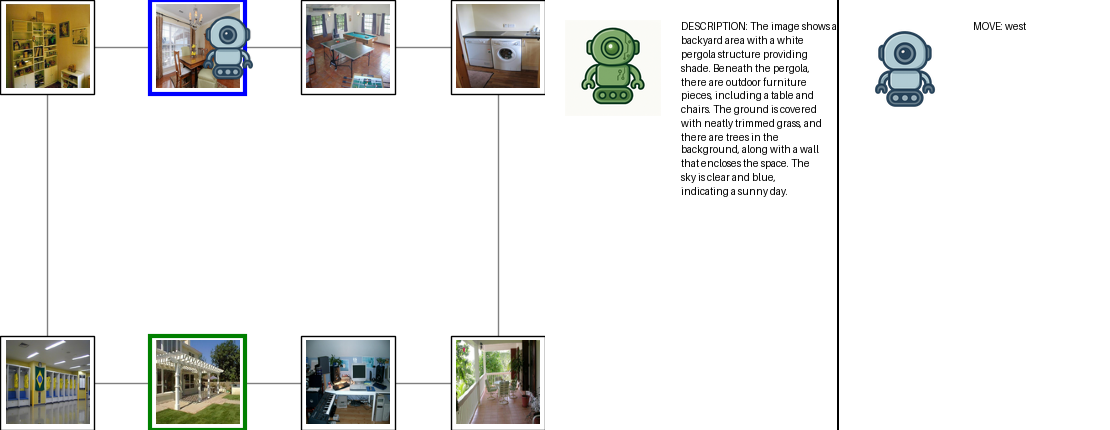 DESCRIPTION: The image shows a
backyard area with a white
pergola structure providing
shade. Beneath the pergola,
there are outdoor furniture
pieces, including a table and
chairs. The ground is covered
with neatly trimmed grass, and
there are trees in the
background, along with a wall
that encloses the space. The
sky is clear and blue,
indicating a sunny day.
MOVE: west